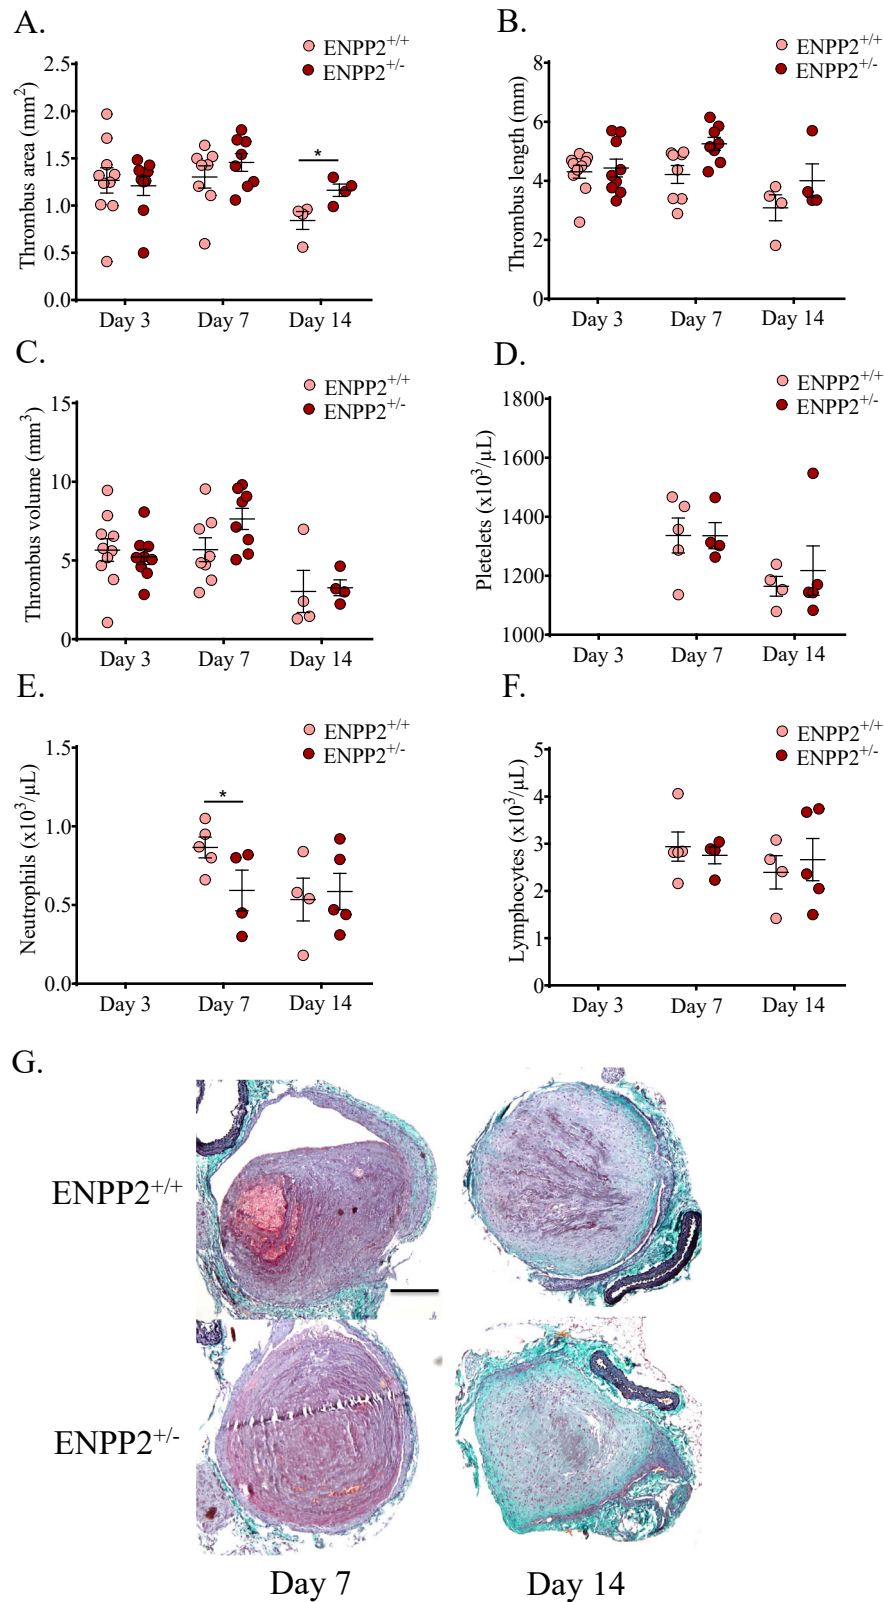 A.
ENPP2+/+
ENPP2+/-
Thrombus area (mm2)
2.5
2.0
1.5
1.0
0.5
0.0
*
Day 3 Day 7 Day 14
B.
ENPP2+/+
ENPP2+/-
Thrombus length (mm)
8
6
4
2
0
Day 3 Day 7 Day 14
C.
ENPP2+/+
ENPP2+/-
Thrombus volume (mm3)
15
10
5
0
Day 3 Day 7 Day 14
D.
ENPP2+/+
ENPP2+/-
Pletelets (x103/μL)
1800
1600
1400
1200
1000
Day 3 Day 7 Day 14
E.
ENPP2+/+
ENPP2+/-
Neutrophils (x103/μL)
1.5
1.0
0.5
0.0
*
Day 3 Day 7 Day 14
F.
ENPP2+/+
ENPP2+/-
Lymphocytes (x103/μL)
5
4
3
2
1
0
Day 3 Day 7 Day 14
G.
ENPP2+/+
ENPP2+/-
Day 7 Day 14